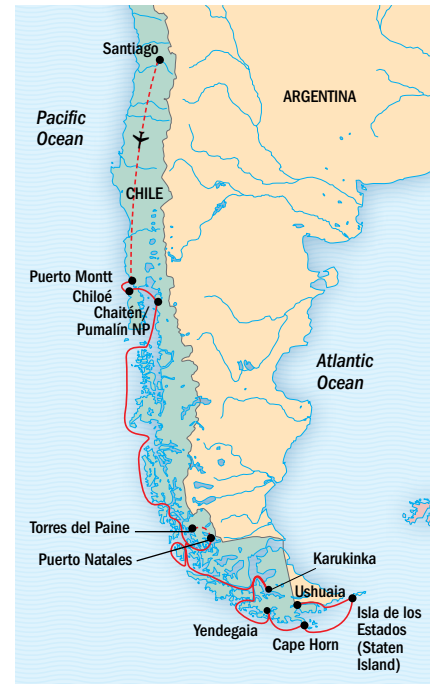 Santiago
Pacific
Ocean
ARGENTINA
CHILE
Puerto Montt
Chiloé
Chaitén/
Pumalín NP
Atlantic
Ocean
Torres del Paine
Puerto Natales
Karukinka
Ushuaia
Isla de los
Estados
(Staten
Island)
Yendegaia
Cape Horn